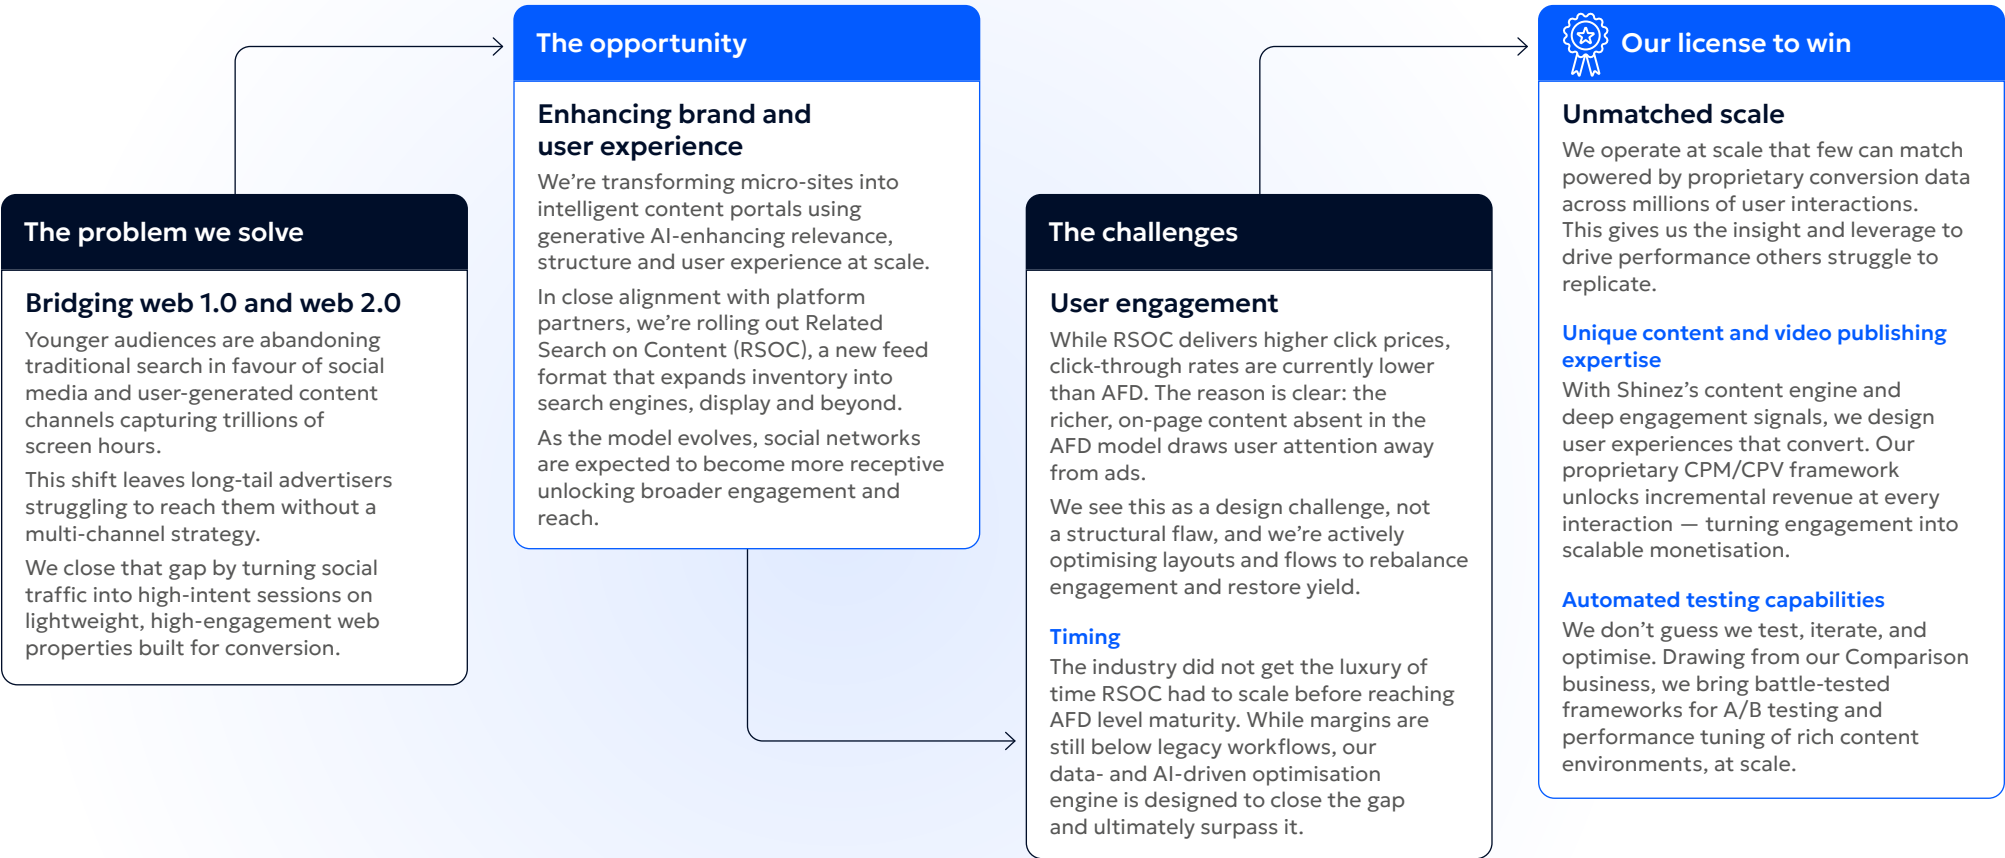 The problem we solve
Bridging web 1.0 and web 2.0
Younger audiences are abandoning
traditional search in favour of social
media and user-generated content
channels capturing trillions of
screen hours.
This shift leaves long-tail advertisers
struggling to reach them without a
multi-channel strategy.
We close that gap by turning social
traffic into high-intent sessions on
lightweight, high-engagement web
properties built for conversion.
The opportunity
Enhancing brand and
user experience
We’re transforming micro-sites into
intelligent content portals using
generative AI-enhancing relevance,
structure and user experience at scale.
In close alignment with platform
partners, we’re rolling out Related
Search on Content (RSOC), a new feed
format that expands inventory into
search engines, display and beyond.
As the model evolves, social networks
are expected to become more receptive
unlocking broader engagement and
reach.
The challenges
User engagement
While RSOC delivers higher click prices,
click-through rates are currently lower
than AFD. The reason is clear: the
richer, on-page content absent in the
AFD model draws user attention away
from ads.
We see this as a design challenge, not
a structural flaw, and we’re actively
optimising layouts and flows to rebalance
engagement and restore yield.
Timing
The industry did not get the luxury of
time RSOC had to scale before reaching
AFD level maturity. While margins are
still below legacy workflows, our
data- and AI-driven optimisation
engine is designed to close the gap
and ultimately surpass it.
Our license to win
Unmatched scale
We operate at scale that few can match
powered by proprietary conversion data
across millions of user interactions.
This gives us the insight and leverage to
drive performance others struggle to
replicate.
Unique content and video publishing
expertise
With Shinez’s content engine and
deep engagement signals, we design
user experiences that convert. Our
proprietary CPM/CPV framework
unlocks incremental revenue at every
interaction — turning engagement into
scalable monetisation.
Automated testing capabilities
We don’t guess we test, iterate, and
optimise. Drawing from our Comparison
business, we bring battle-tested
frameworks for A/B testing and
performance tuning of rich content
environments, at scale.